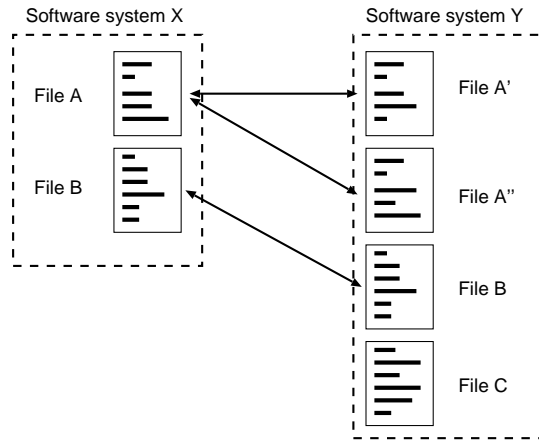 Software system X
Software system Y
File A
File B
File A’
File A’’
File B
File C